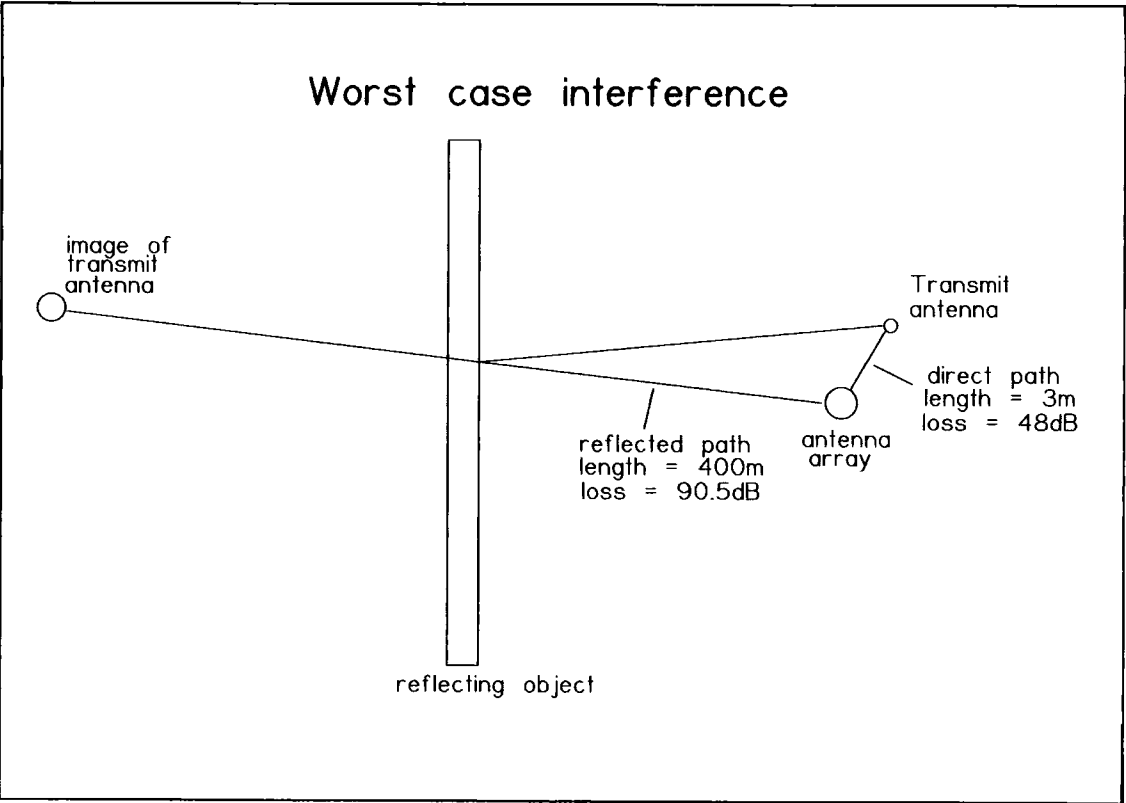 Worst case interference
image of
transmit
antenna
Transmit
antenna
direct path
length = 3m
loss = 48dB
antenna
array
reflected path
length = 400m
loss = 90.5dB
reflecting object